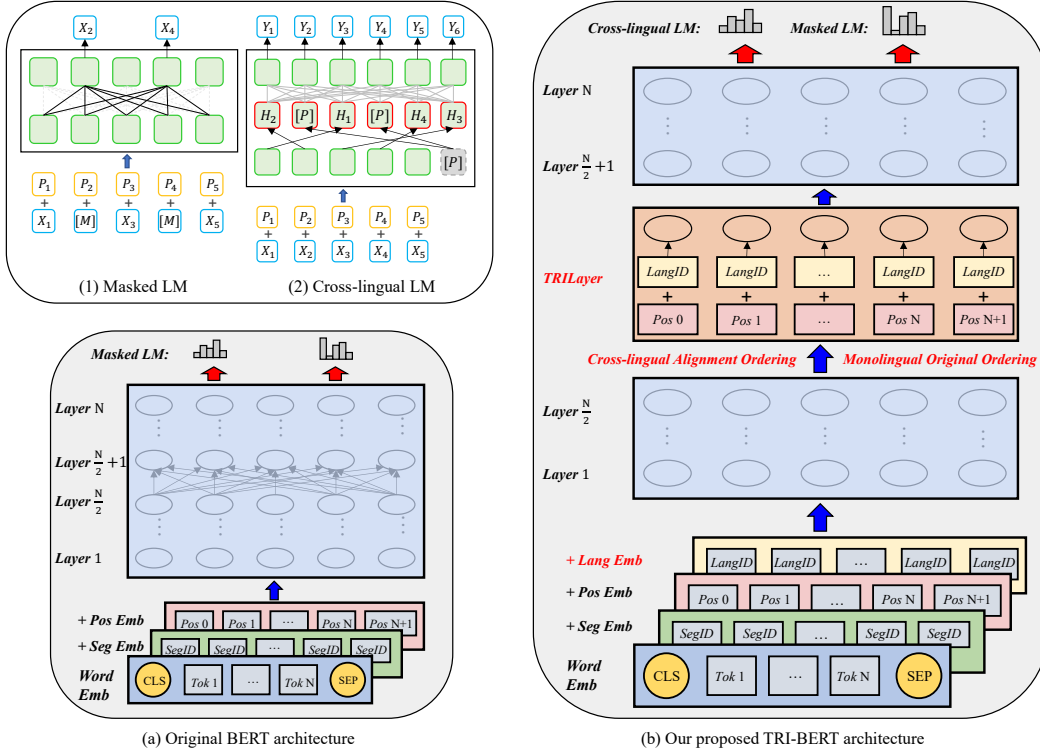 X2 X4
P1 P2 P3 P4 P5
+ + + + +
X1 [M] X3 [M] X5
(1) Masked LM
Y1 Y2 Y3 Y4 Y5 Y6
H2 [P] H1 [P] H4 H3
[P]
P1 P2 P3 P4 P5
+ + + + +
X1 X2 X3 X4 X5
(2) Cross-lingual LM
Masked LM:
Layer N
Layer N/2 +1
Layer N/2
Layer 1
+ Pos Emb Pos 0 Pos 1 ... Pos N Pos N+1
+ Seg Emb SegID SegID ... SegID SegID
Word Emb CLS Tok 1 ... Tok N SEP
(a) Original BERT architecture
Cross-lingual LM: Masked LM:
Layer N
Layer N/2 +1
TRILayer
LangID LangID ... LangID LangID
+ + + + +
Pos 0 Pos 1 ... Pos N Pos N+1
Cross-lingual Alignment Ordering Monolingual Original Ordering
Layer N/2
Layer 1
+ Lang Emb LangID LangID ... LangID LangID
+ Pos Emb Pos 0 Pos 1 ... Pos N Pos N+1
+ Seg Emb SegID SegID ... SegID SegID
Word Emb CLS Tok 1 ... Tok N SEP
(b) Our proposed TRI-BERT architecture